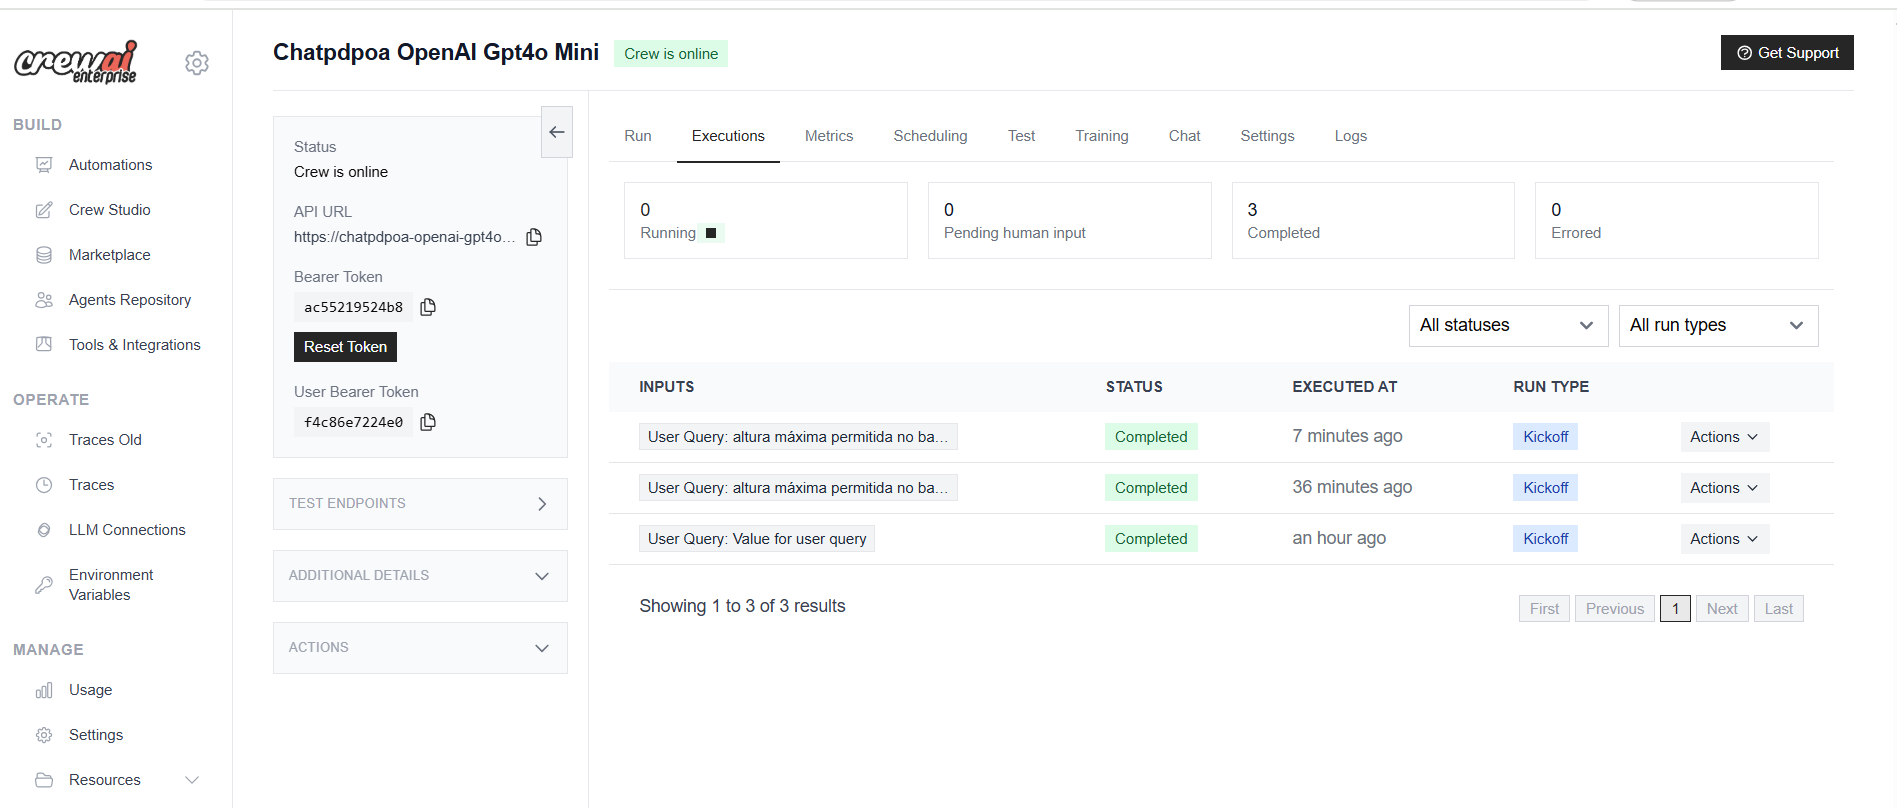 crewai
enterprise
BUILD
Automations
Crew Studio
Marketplace
Agents Repository
Tools & Integrations
OPERATE
Traces Old
Traces
LLM Connections
Environment
Variables
MANAGE
Usage
Settings
Resources
Chatpdpoa OpenAI Gpt4o Mini
Crew is online
Get Support
Status
Crew is online
API URL
https://chatpdpoa-openai-gpt4o...
Bearer Token
ac55219524b8
Reset Token
User Bearer Token
f4c86e7224e0
TEST ENDPOINTS
ADDITIONAL DETAILS
ACTIONS
Run Executions Metrics Scheduling Test Training Chat Settings Logs
0
Running
0
Pending human input
3
Completed
0
Errored
All statuses
All run types
INPUTS STATUS EXECUTED AT RUN TYPE
User Query: altura máxima permitida no ba... Completed 7 minutes ago Kickoff Actions
User Query: altura máxima permitida no ba... Completed 36 minutes ago Kickoff Actions
User Query: Value for user query Completed an hour ago Kickoff Actions
Showing 1 to 3 of 3 results
First Previous 1 Next Last